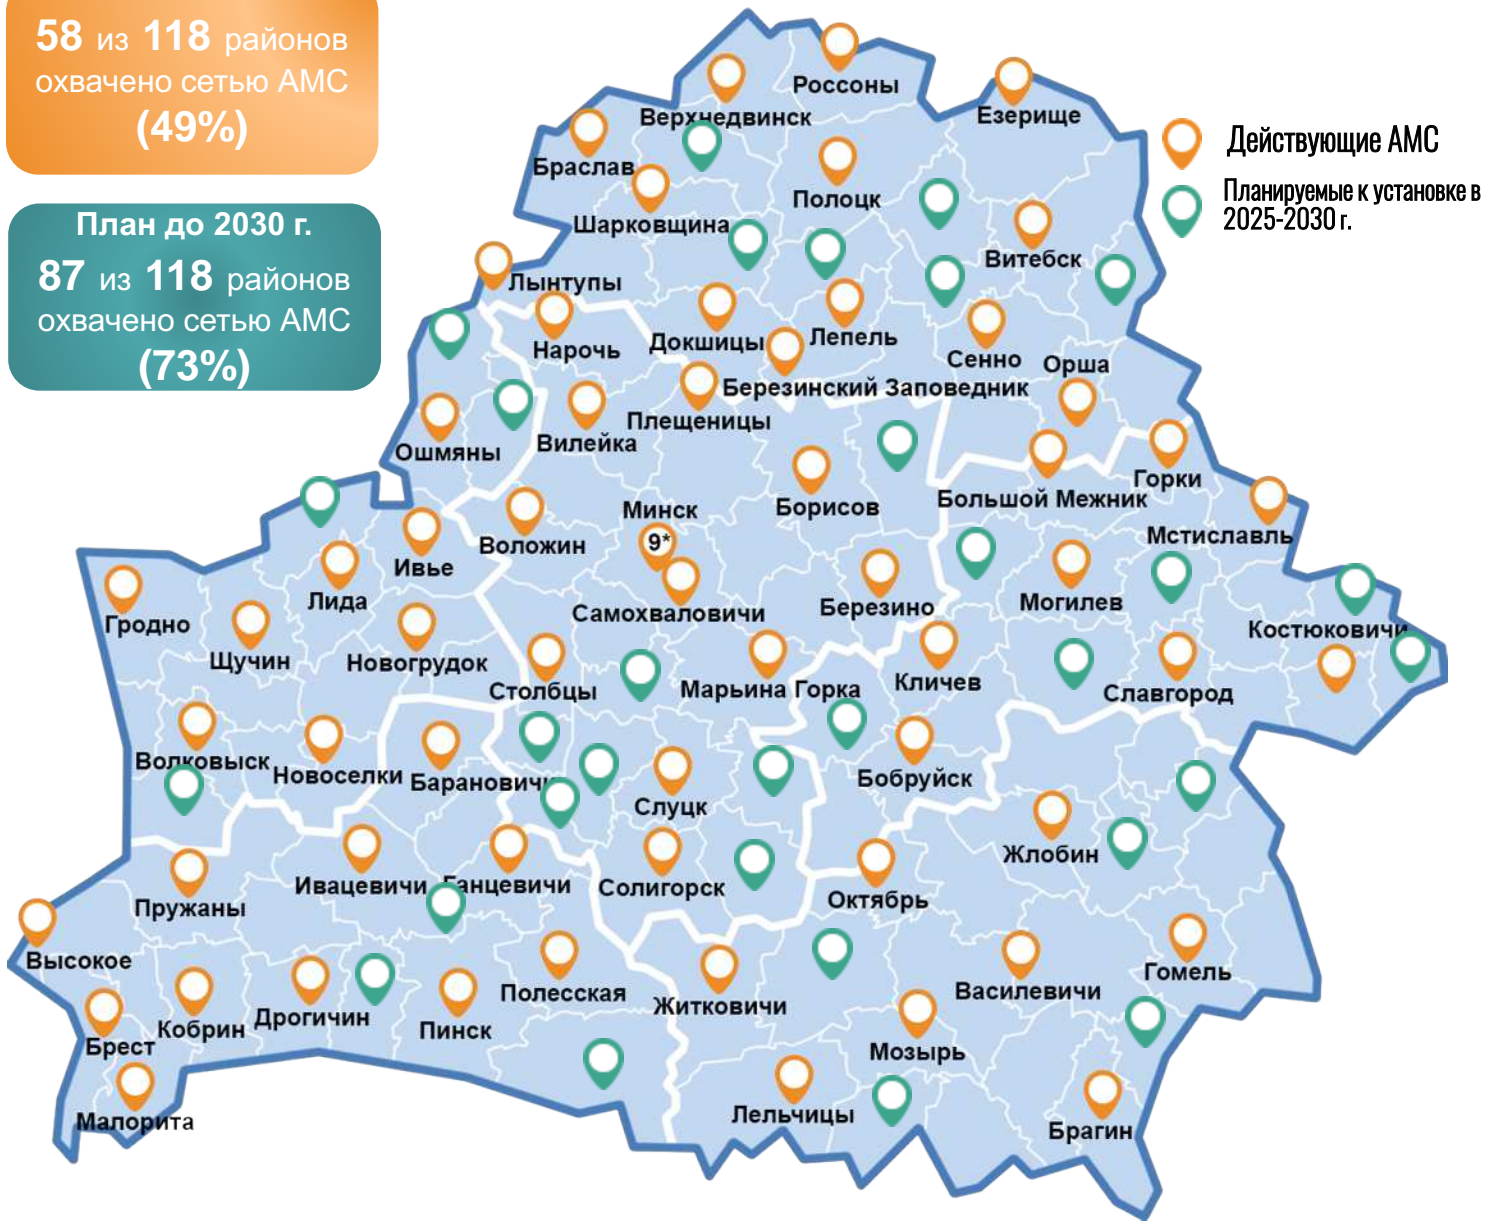 58 из 118 районов
охвачено сетью АМС
(49%)
План до 2030 г.
87 из 118 районов
охвачено сетью АМС
(73%)
Действующие АМС
Планируемые к установке в
2025-2030 г.
Россоны
Езерище
Верхнедвинск
Браслав
Полоцк
Шарковщина
Витебск
Лынтупы
Докшицы
Лепель
Нарочь
Сенно
Орша
Березинский Заповедник
Плещеницы
Вилейка
Ошмяны
Горки
Большой Межник
Борисов
Минск
9*
Мстиславль
Воложин
Ивье
Лида
Могилев
Березино
Самохваловичи
Гродно
Костюковичи
Щучин
Новогрудок
Столбцы
Марьина Горка
Кличев
Славгород
Волковыск
Новоселки
Барановичи
Бобруйск
Слуцк
Жлобин
Ивацевичи
Ганцевичи
Солигорск
Октябрь
Пружаны
Высокое
Гомель
Полесская
Василевичи
Житковичи
Дрогичин
Кобрин
Пинск
Брест
Мозырь
Лельчицы
Малорита
Брагин